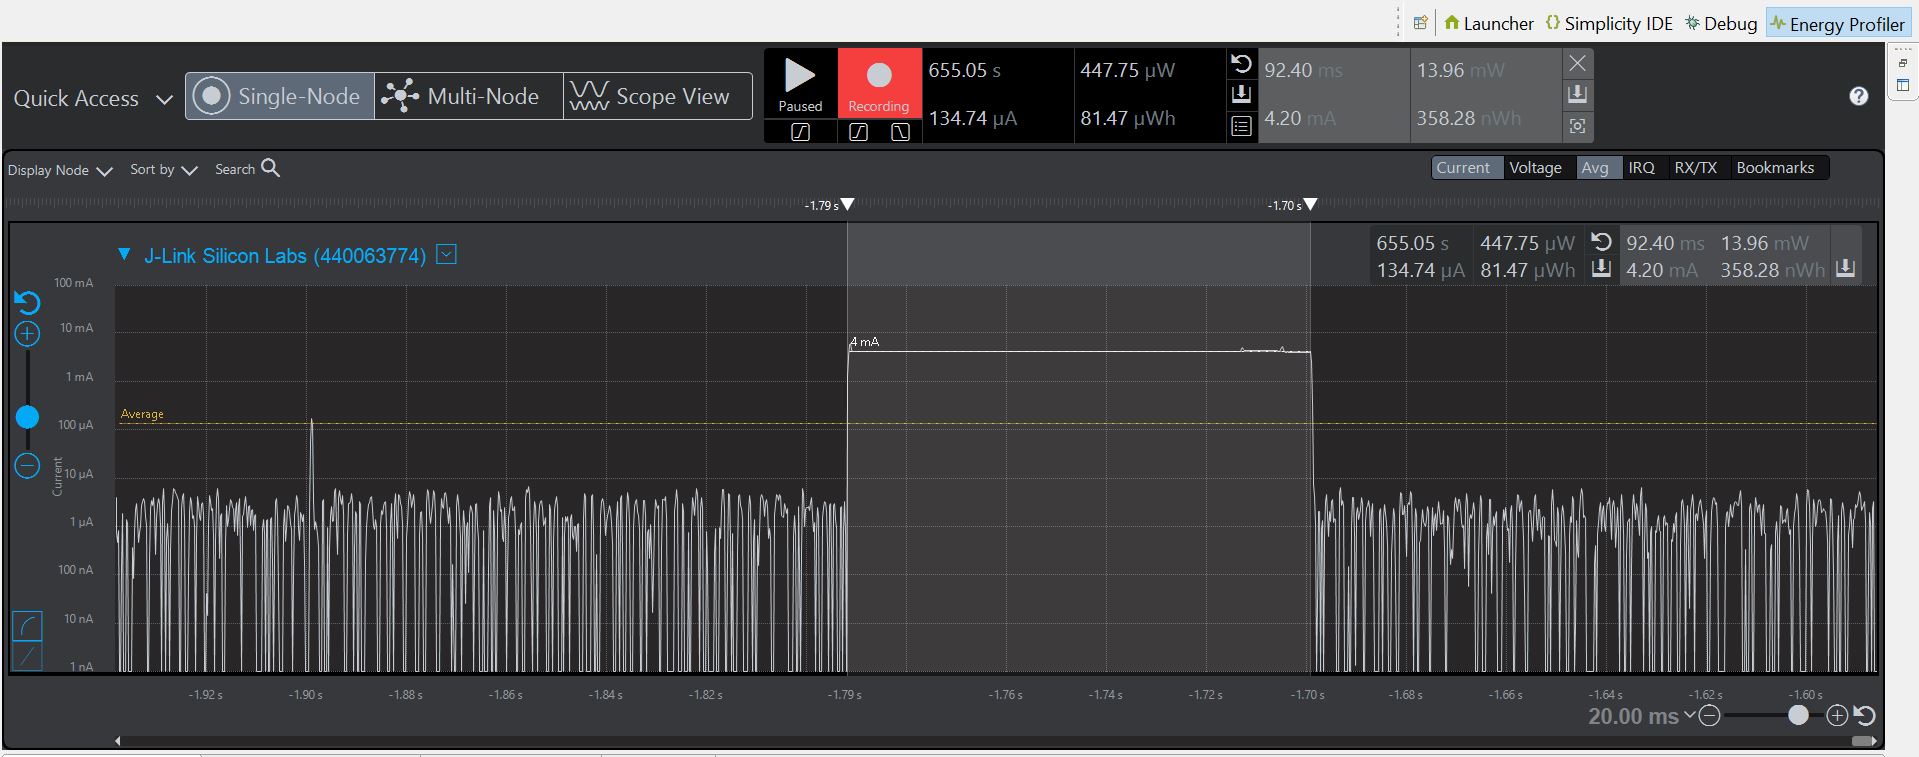 Launcher Simplicity IDE Debug Energy Profiler
Quick Access Single-Node Multi-Node Scope View
Paused Recording
655.05 s 447.75 µW 92.40 ms 13.96 mW
134.74 µA 81.47 µWh 4.20 mA 358.28 nWh
Display Node Sort by Search
Current Voltage Avg IRQ RX/TX Bookmarks
-1.79 s -1.70 s
J-Link Silicon Labs (440063774)
655.05 s 447.75 µW 92.40 ms 13.96 mW
134.74 µA 81.47 µWh 4.20 mA 358.28 nWh
100 mA
10 mA
4 mA
1 mA
Average
100 µA
Current
10 µA
1 µA
100 nA
10 nA
1 nA
-1.92 s -1.90 s -1.88 s -1.86 s -1.84 s -1.82 s -1.79 s -1.76 s -1.74 s -1.72 s -1.70 s -1.68 s -1.66 s -1.64 s -1.62 s -1.60 s
20.00 ms